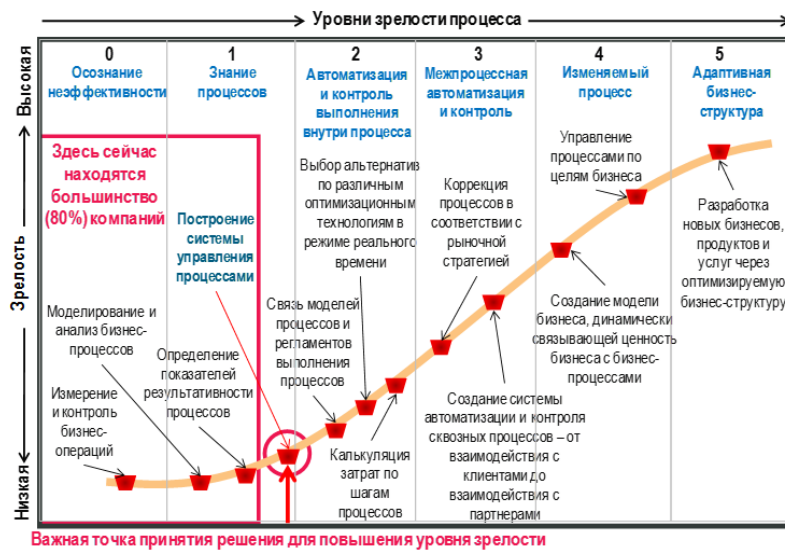 Уровни зрелости процесса
0
Осознание
неэффективности
1
Знание
процессов
2
Автоматизация
и контроль
выполнения
внутри процесса
3
Межпроцессная
автоматизация
и контроль
4
Изменяемый
процесс
5
Адаптивная
бизнес-
структура
Высокая
Зрелость
Низкая
Здесь сейчас
находятся
большинство
(80%) компаний
Построение
системы
управления
процессами
Моделирование и
анализ бизнес-
процессов
Измерение
и контроль
бизнес-
операций
Определение
показателей
результативности
процессов
Выбор альтернатив
по различным
оптимизационным
технологиям в
режиме реального
времени
Связь моделей
процессов и
регламентов
выполнения
процессов
Калькуляция
затрат по
шагам
процессов
Коррекция
процессов в
соответствии с
рыночной
стратегией
Создание системы
автоматизации и контроля
сквозных процессов – от
взаимодействия с
клиентами до
взаимодействия с
партнерами
Управление
процессами по
целям бизнеса
Создание модели
бизнеса, динамически
связывающей ценность
бизнеса с бизнес-
процессами
Разработка
новых бизнесов,
продуктов и
услуг через
оптимизируемую
бизнес-структуру
Важная точка принятия решения для повышения уровня зрелости